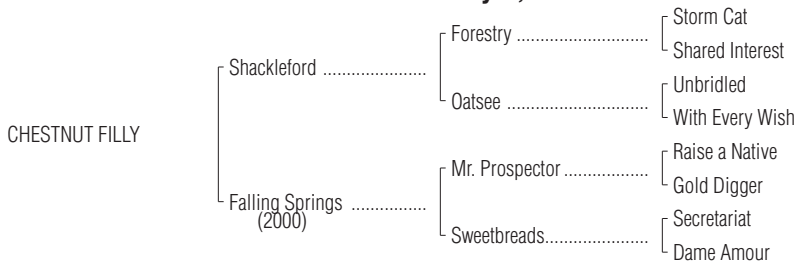 Storm Cat
Forestry ............................
Shared Interest
Shackleford ......................
Unbridled
Oatsee ..............................
With Every Wish
CHESTNUT FILLY
Raise a Native
Mr. Prospector ..................
Gold Digger
Falling Springs ................
(2000)
Secretariat
Sweetbreads......................
Dame Amour